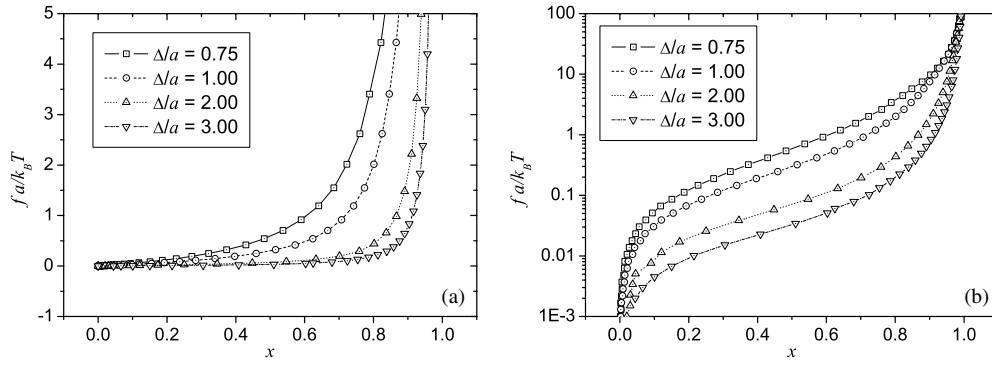 5
4
3
2
1
0
-1
0.0 0.2 0.4 0.6 0.8 1.0
x
f a/k_BT
Δ/a = 0.75
Δ/a = 1.00
Δ/a = 2.00
Δ/a = 3.00
(a)
100
10
1
0.1
0.01
1E-3
0.0 0.2 0.4 0.6 0.8 1.0
x
f a/k_BT
Δ/a = 0.75
Δ/a = 1.00
Δ/a = 2.00
Δ/a = 3.00
(b)